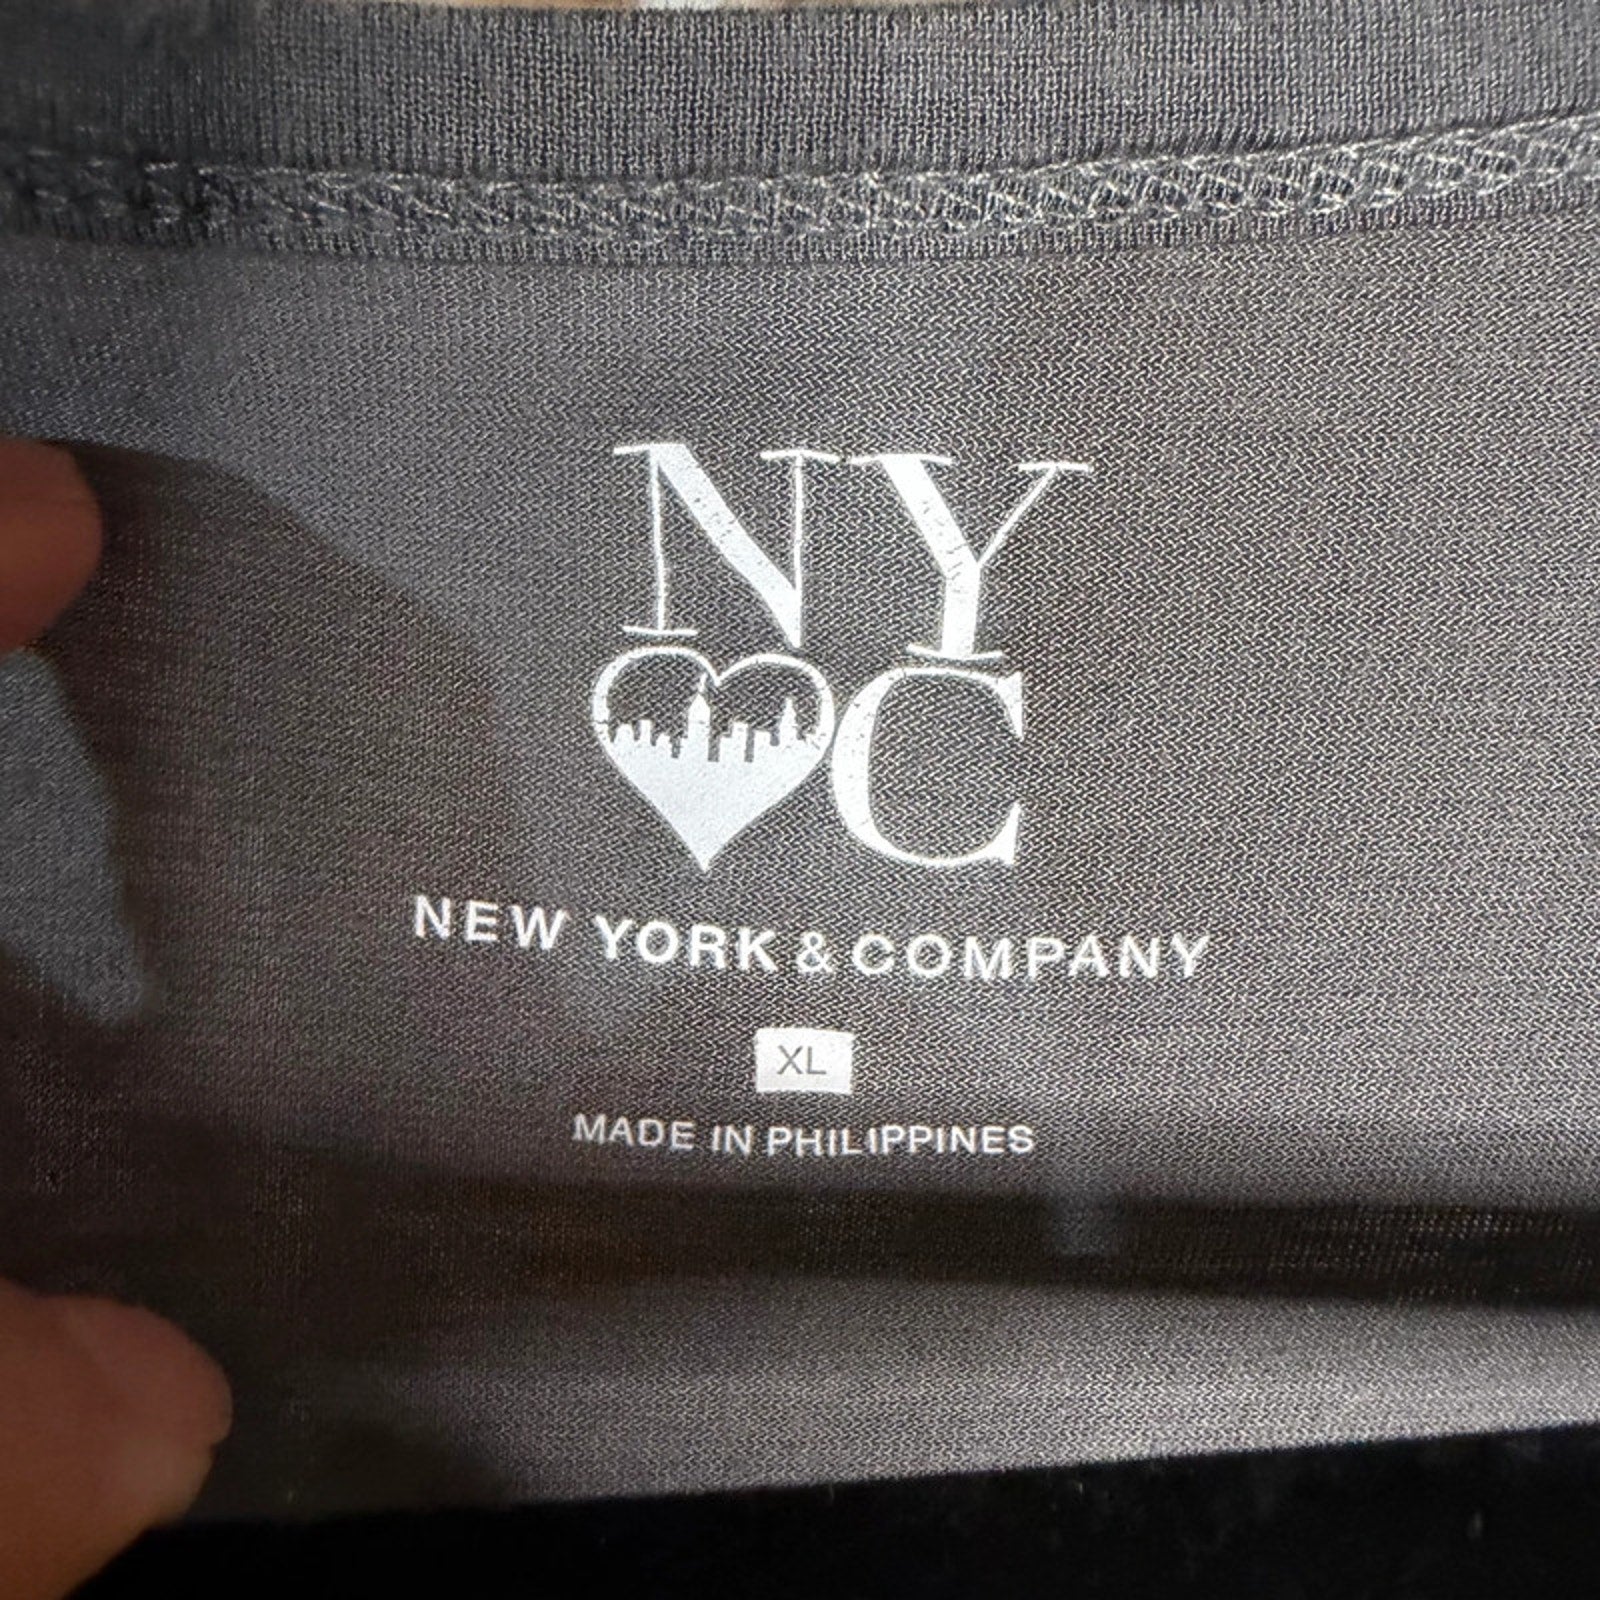 NY
C
NEW YORK & COMPANY
XL
MADE IN PHILIPPINES